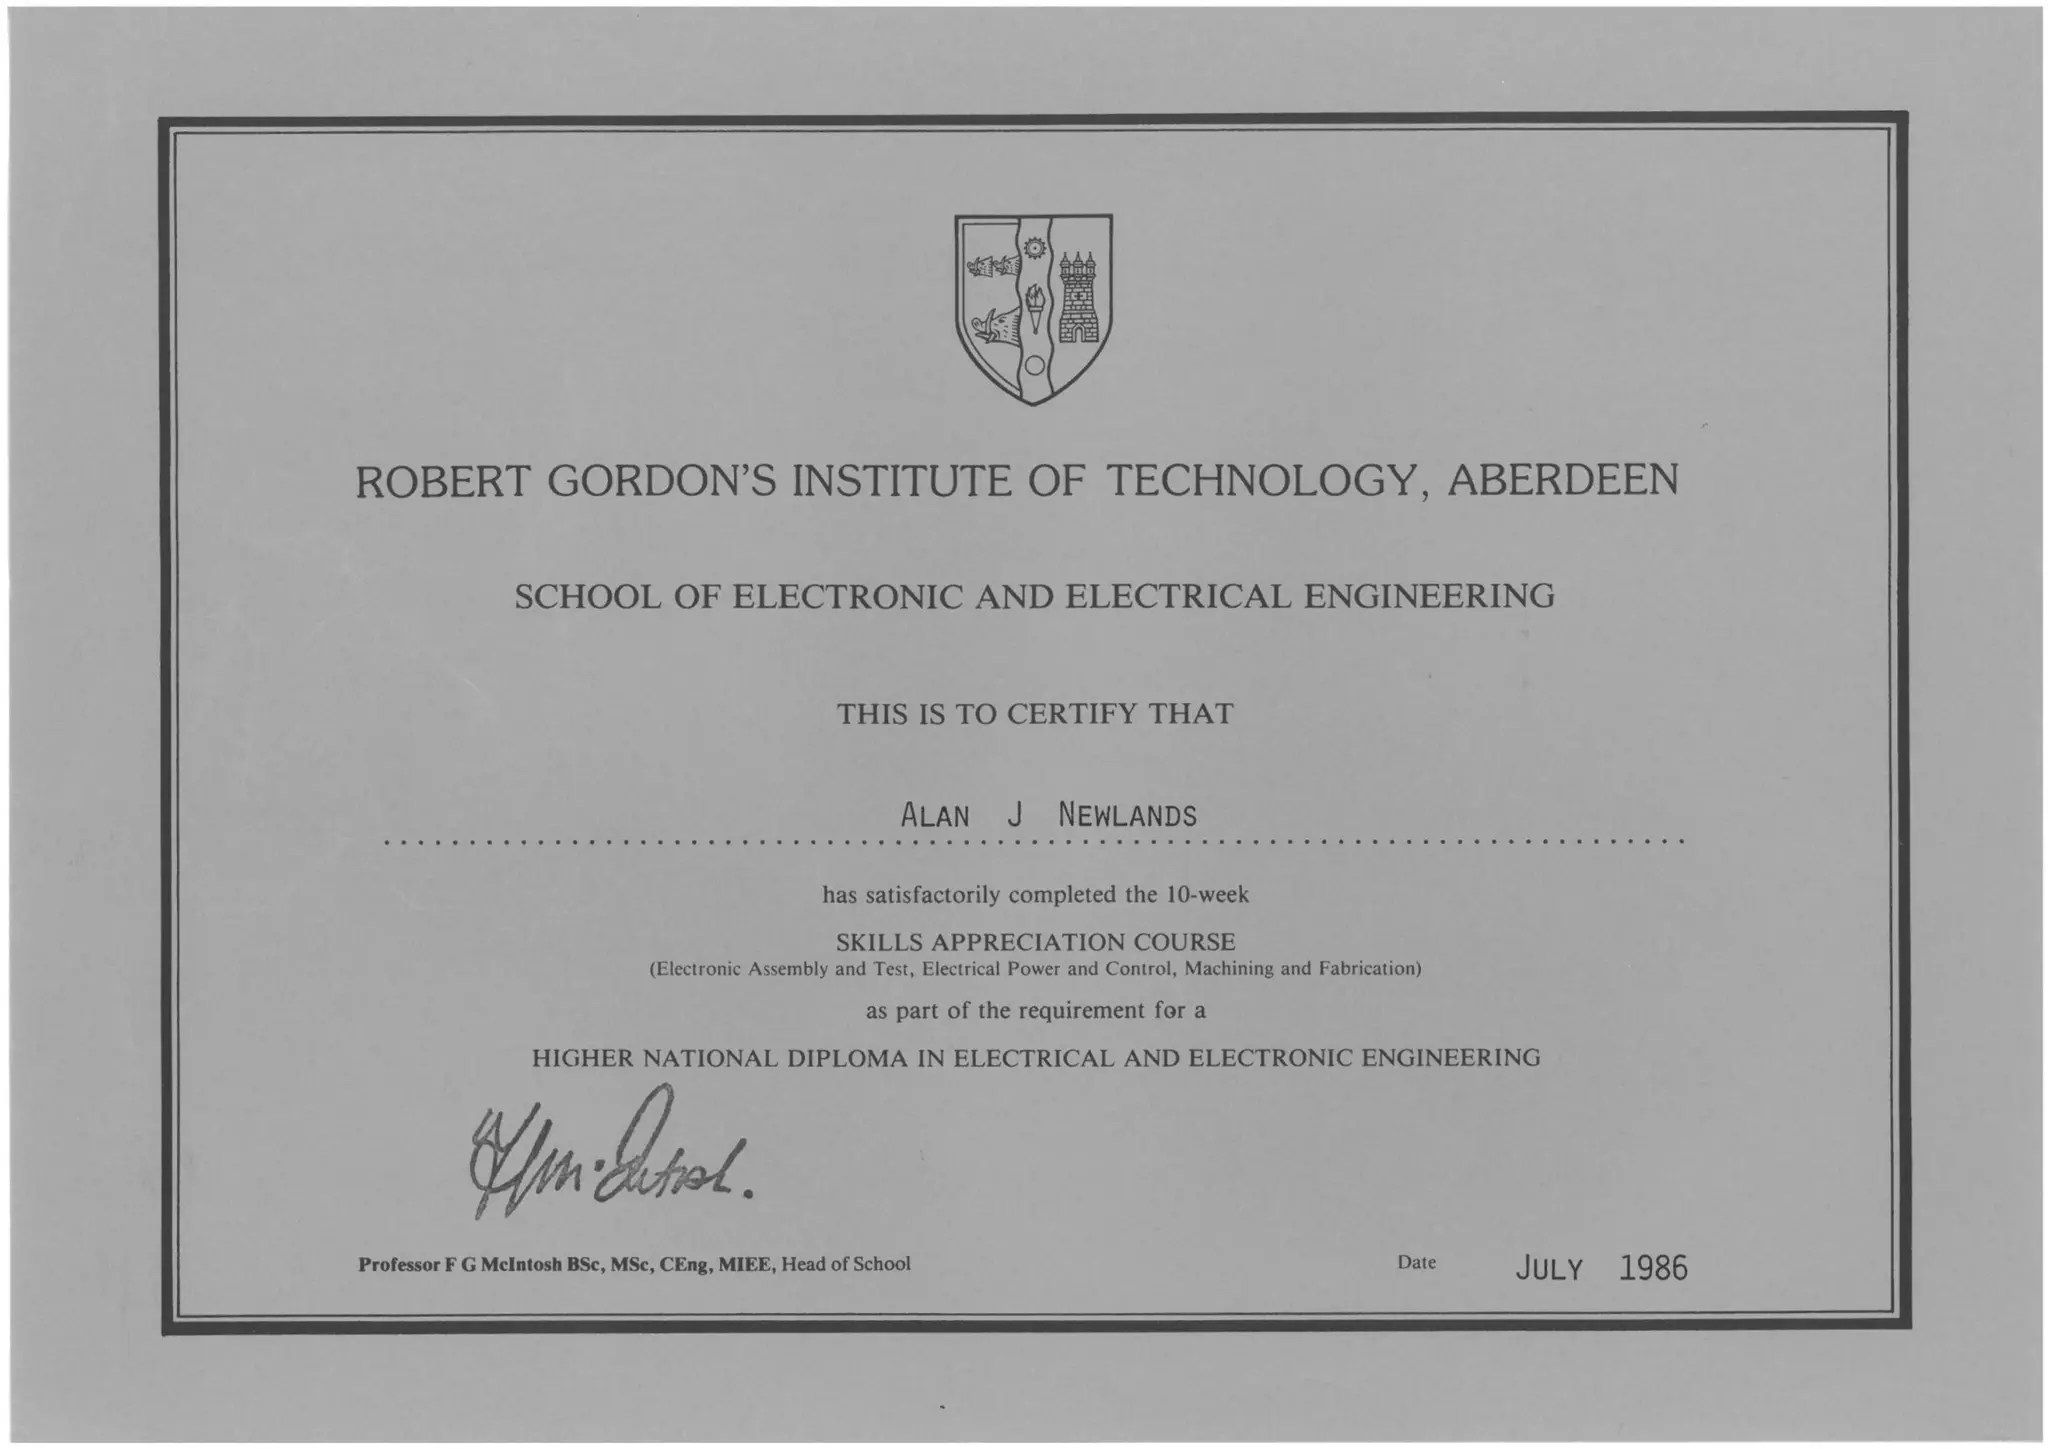 ROBERT GORDON'S INSTITUTE OF TECHNOLOGY, ABERDEEN
SCHOOL OF ELECTRONIC AND ELECTRICAL ENGINEERING
THIS IS TO CERTIFY THAT
ALAN J NEWLANDS
has satisfactorily completed the 10-week
SKILLS APPRECIATION COURSE
(Electronic Assembly and Test, Electrical Power and Control, Machining and Fabrication)
as part of the requirement for a
HIGHER NATIONAL DIPLOMA IN ELECTRICAL AND ELECTRONIC ENGINEERING
Professor F G McIntosh BSc, MSc, CEng, MIEE, Head of School
Date JULY 1986